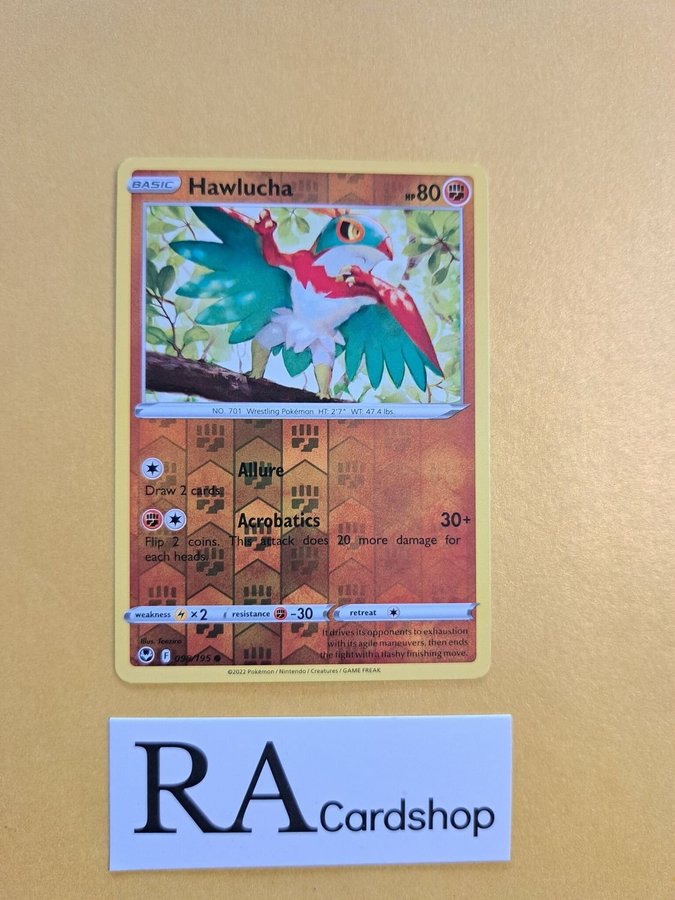 BASIC Hawlucha HP 80
NO. 701 Wrestling Pokémon HT: 2'7" WT: 47.4 lbs.
Allure
Draw 2 cards.
Acrobatics 30+
Flip 2 coins. This attack does 20 more damage for
each heads.
weakness ×2 resistance -30 retreat
It drives its opponents to exhaustion
with its agile maneuvers, then ends
the fight with a flashy finishing move.
Illus. Teeziro
F /195
©2022 Pokémon / Nintendo / Creatures / GAME FREAK
RA Cardshop